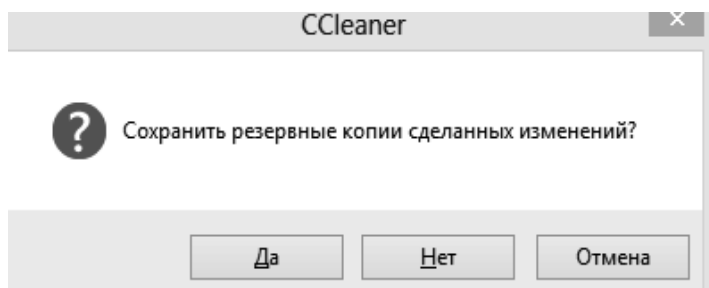 CCleaner
Сохранить резервные копии сделанных изменений?
Да Нет Отмена